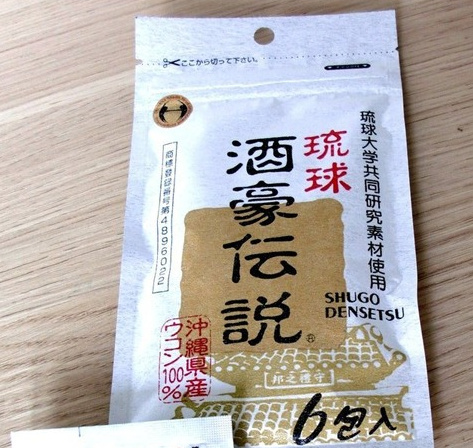 ここから切って下さい。
琉球大学共同研究素材使用
琉球
酒豪伝説®
商標登録番号第4896022
SHUGO
DENSETSU
沖縄県産
ウコン100%
守禮之邦
6包入